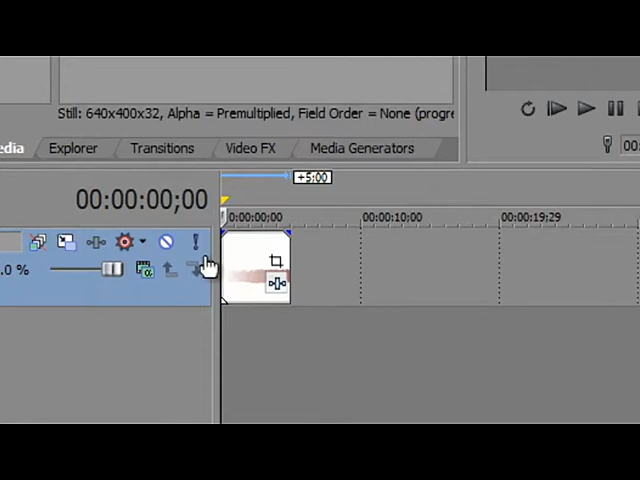 Still: 640x400x32, Alpha = Premultiplied, Field Order = None (progre
edia Explorer Transitions Video FX Media Generators
00:
+5:00
00:00:00;00
0:00:00;00 00:00:10;00 00:00:19;29
.0 %